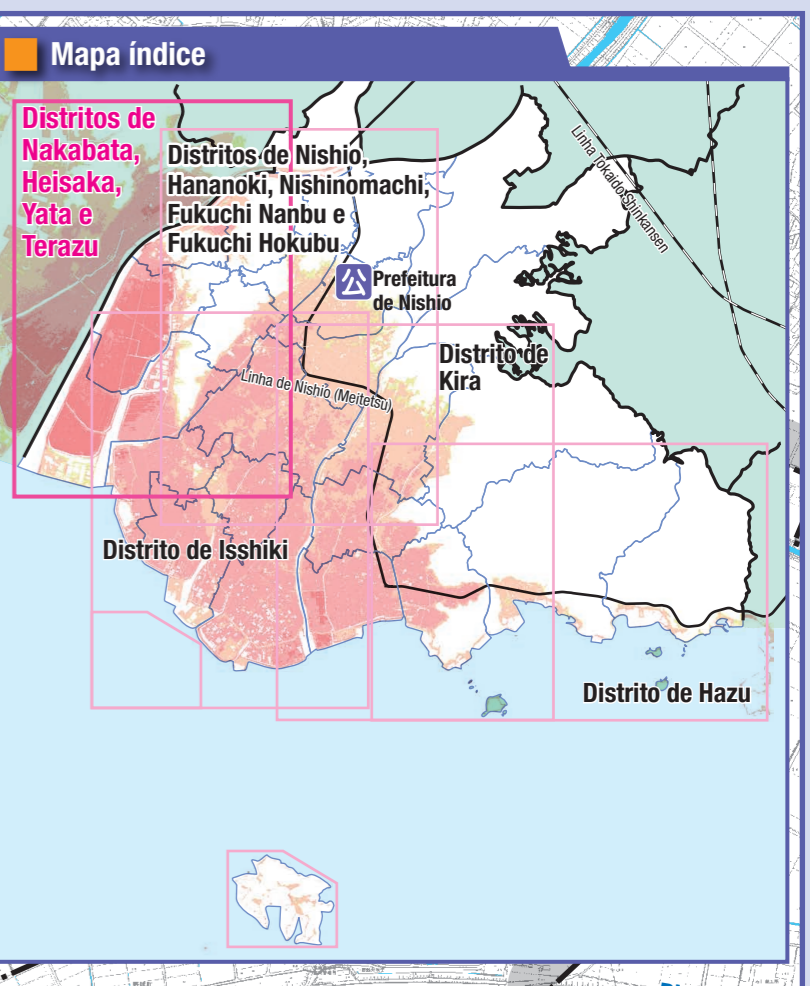 Mapa índice
Distritos de
Nakabata,
Heisaka,
Yata e
Terazu
Distritos de Nishio,
Hananoki, Nishinomachi,
Fukuchi Nanbu e
Fukuchi Hokubu
Linha Tokaido Shinkansen
公
Prefeitura
de Nishio
Distrito de
Kira
Linha de Nishio (Meitetsu)
Distrito de Isshiki
Distrito de Hazu